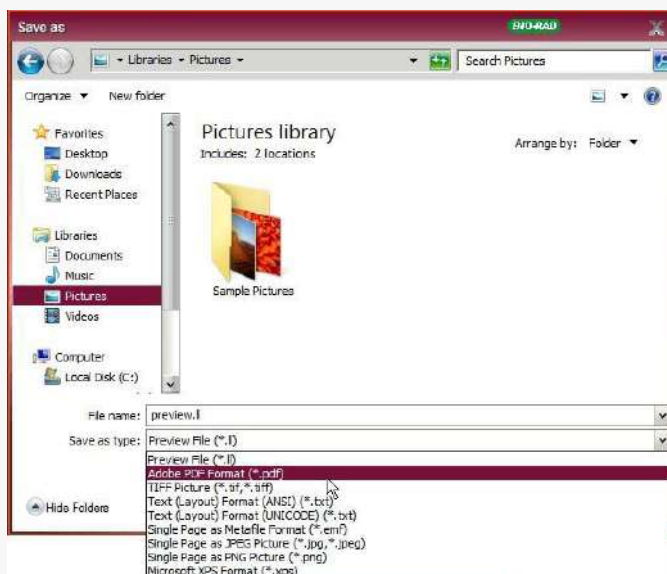 Save as
BIO-RAD
Libraries Pictures
Search Pictures
Organize New folder
Favorites
Desktop
Downloads
Recent Places
Libraries
Documents
Music
Pictures
Videos
Computer
Local Disk (C:)
Pictures library
Includes: 2 locations
Arrange by: Folder
Sample Pictures
File name: preview.ll
Save as type: Preview File (*.ll)
Preview File (*.ll)
Adobe PDF Format (*.pdf)
TIFF Picture (*.tif,*.tiff)
Text (Layout) Format (ANSI) (*.txt)
Text (Layout) Format (UNICODE) (*.txt)
Single Page as Metafile Format (*.emf)
Single Page as JPEG Picture (*.jpg,*.jpeg)
Single Page as PNG Picture (*.png)
Microsoft XPS Format (*.xps)
Hide Folders